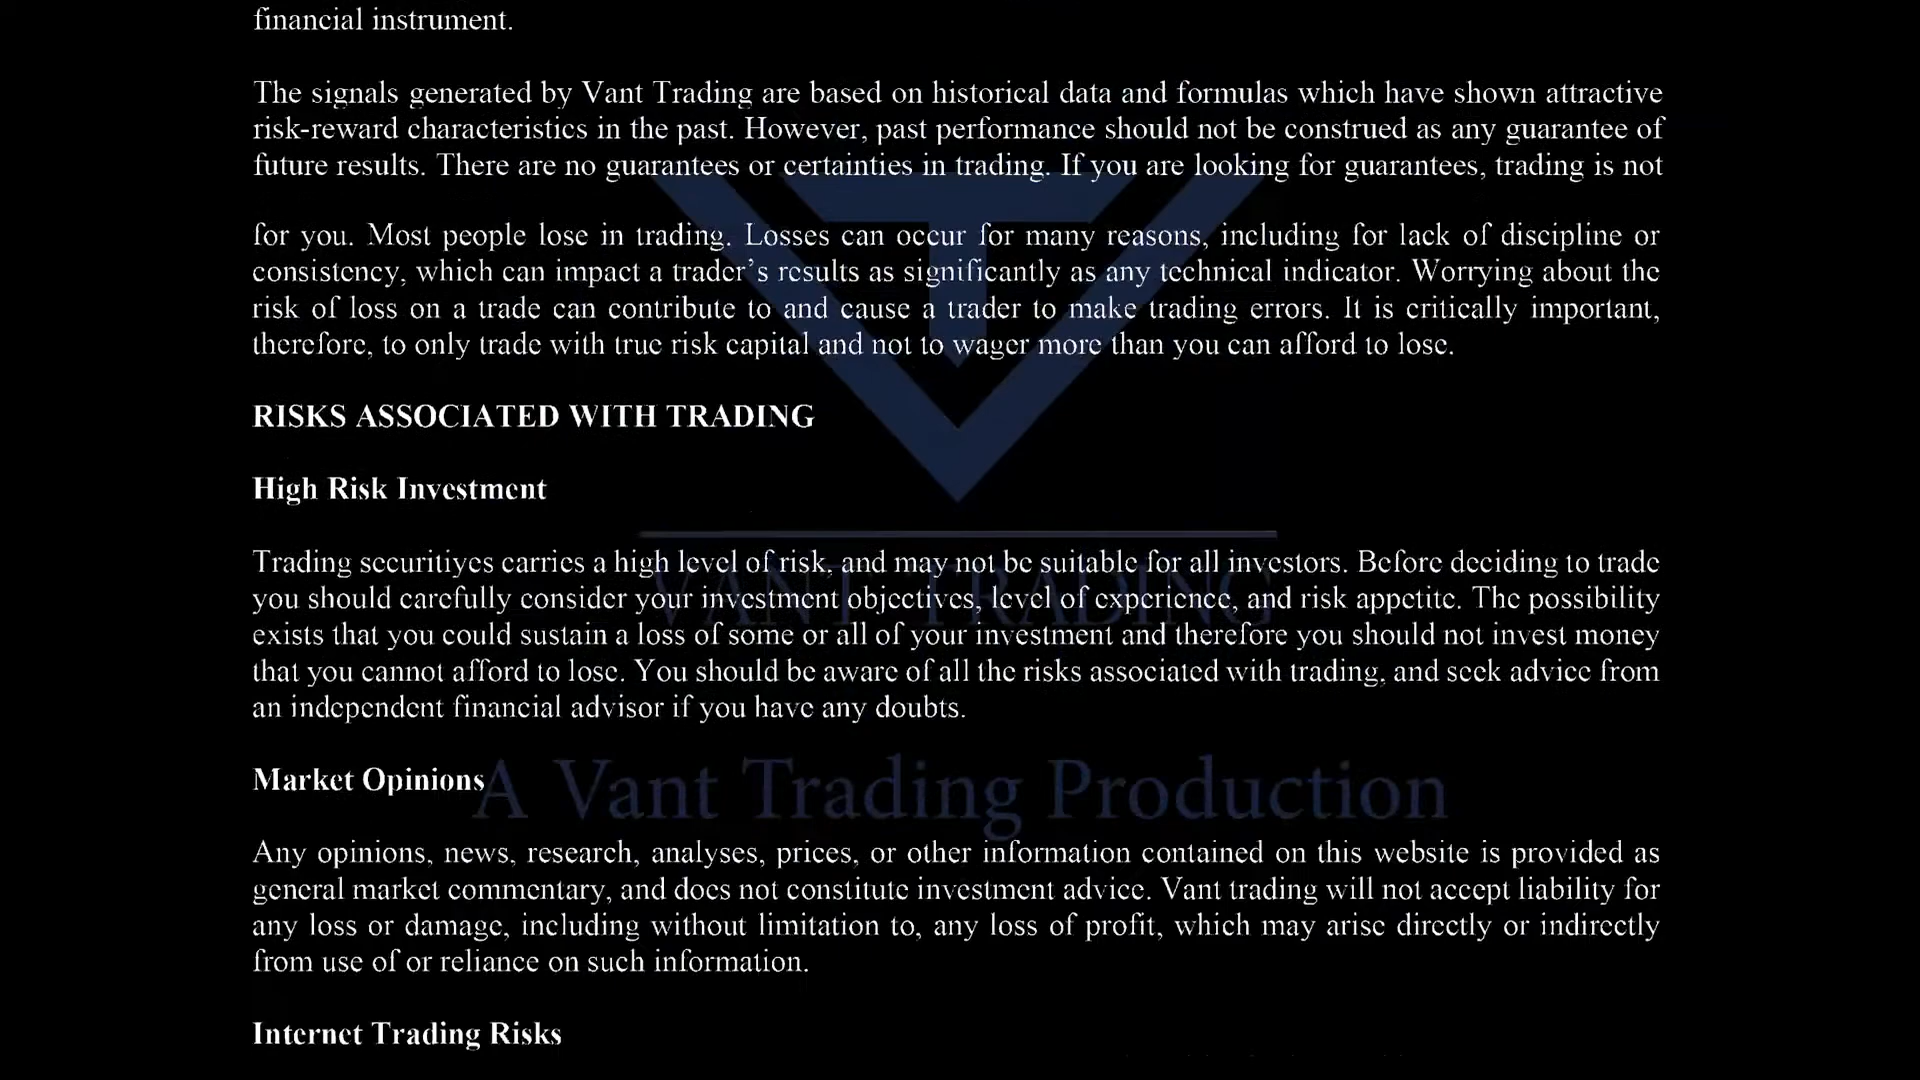 financial instrument.
The signals generated by Vant Trading are based on historical data and formulas which have shown attractive
risk-reward characteristics in the past. However, past performance should not be construed as any guarantee of
future results. There are no guarantees or certainties in trading. If you are looking for guarantees, trading is not
for you. Most people lose in trading. Losses can occur for many reasons, including for lack of discipline or
consistency, which can impact a trader’s results as significantly as any technical indicator. Worrying about the
risk of loss on a trade can contribute to and cause a trader to make trading errors. It is critically important,
therefore, to only trade with true risk capital and not to wager more than you can afford to lose.
RISKS ASSOCIATED WITH TRADING
High Risk Investment
Trading securitiyes carries a high level of risk, and may not be suitable for all investors. Before deciding to trade
you should carefully consider your investment objectives, level of experience, and risk appetite. The possibility
VANT TRADING
exists that you could sustain a loss of some or all of your investment and therefore you should not invest money
that you cannot afford to lose. You should be aware of all the risks associated with trading, and seek advice from
an independent financial advisor if you have any doubts.
Market Opinions
A Vant Trading Production
Any opinions, news, research, analyses, prices, or other information contained on this website is provided as
general market commentary, and does not constitute investment advice. Vant trading will not accept liability for
any loss or damage, including without limitation to, any loss of profit, which may arise directly or indirectly
from use of or reliance on such information.
Internet Trading Risks